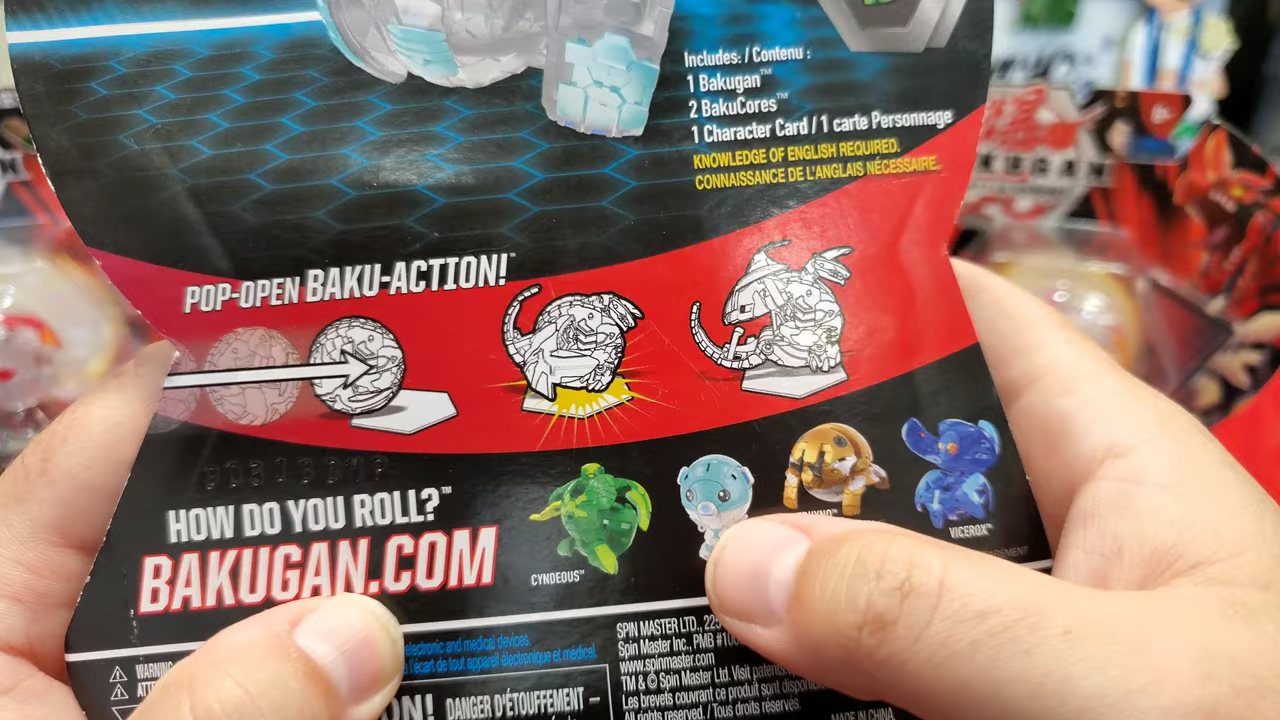 Includes: / Contenu :
1 Bakugan™
2 BakuCores™
1 Character Card / 1 carte Personnage
KNOWLEDGE OF ENGLISH REQUIRED.
CONNAISSANCE DE L'ANGLAIS NÉCESSAIRE.
POP-OPEN BAKU-ACTION!™
HOW DO YOU ROLL?™
BAKUGAN.COM
CYNDEOUS™
VICEROX™
electronic and medical devices.
l'écart de tout appareil électronique et médical.
DANGER D'ÉTOUFFEMENT –
SPIN MASTER LTD.,
Spin Master Inc., PMB
www.spinmaster.com
TM & © Spin Master Ltd. Visit
Les brevets couvrant ce produit sont
All rights reserved. / Tous droits réservés.
MADE IN CHINA